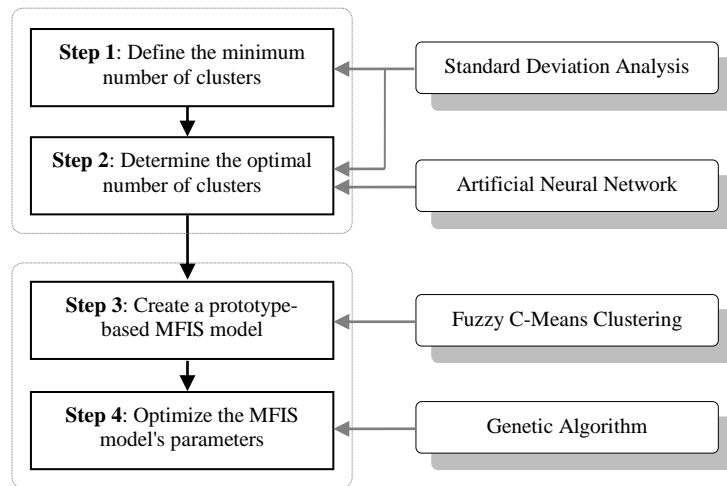 Step 1: Define the minimum
number of clusters
Standard Deviation Analysis
Step 2: Determine the optimal
number of clusters
Artificial Neural Network
Step 3: Create a prototype-
based MFIS model
Fuzzy C-Means Clustering
Step 4: Optimize the MFIS
model's parameters
Genetic Algorithm